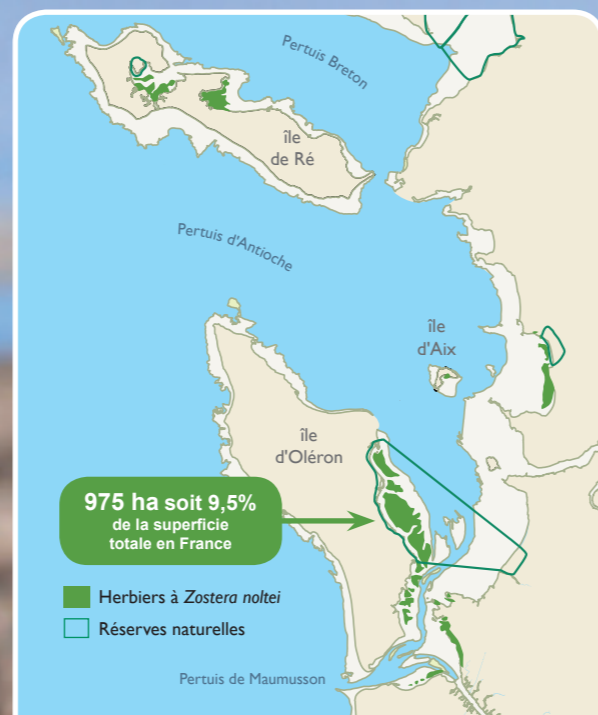 Pertuis Breton
île
de Ré
Pertuis d'Antioche
île
d'Aix
île
d'Oléron
975 ha soit 9,5%
de la superficie
totale en France
Herbiers à Zostera noltei
Réserves naturelles
Pertuis de Maumusson